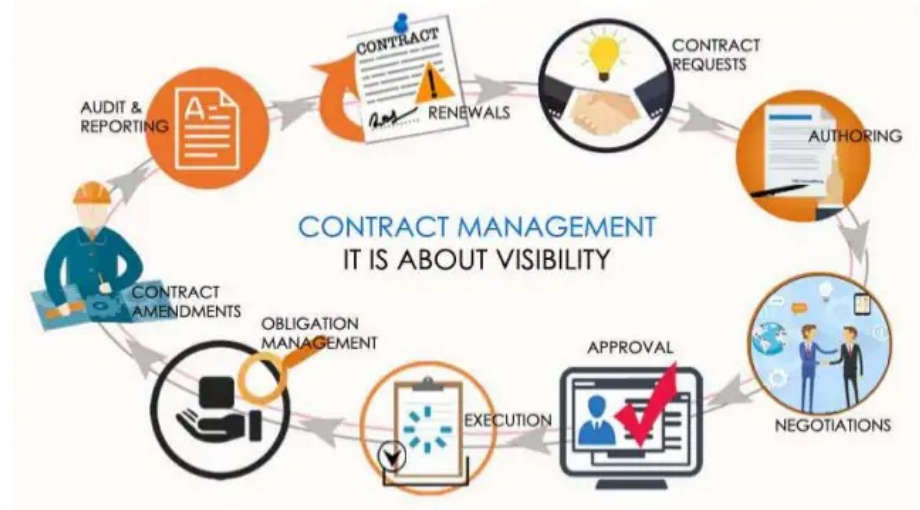 CONTRACT
CONTRACT
REQUESTS
AUDIT &
REPORTING
A-
RENEWALS
AUTHORING
CONTRACT MANAGEMENT
IT IS ABOUT VISIBILITY
CONTRACT
AMENDMENTS
OBLIGATION
MANAGEMENT
APPROVAL
EXECUTION
NEGOTIATIONS